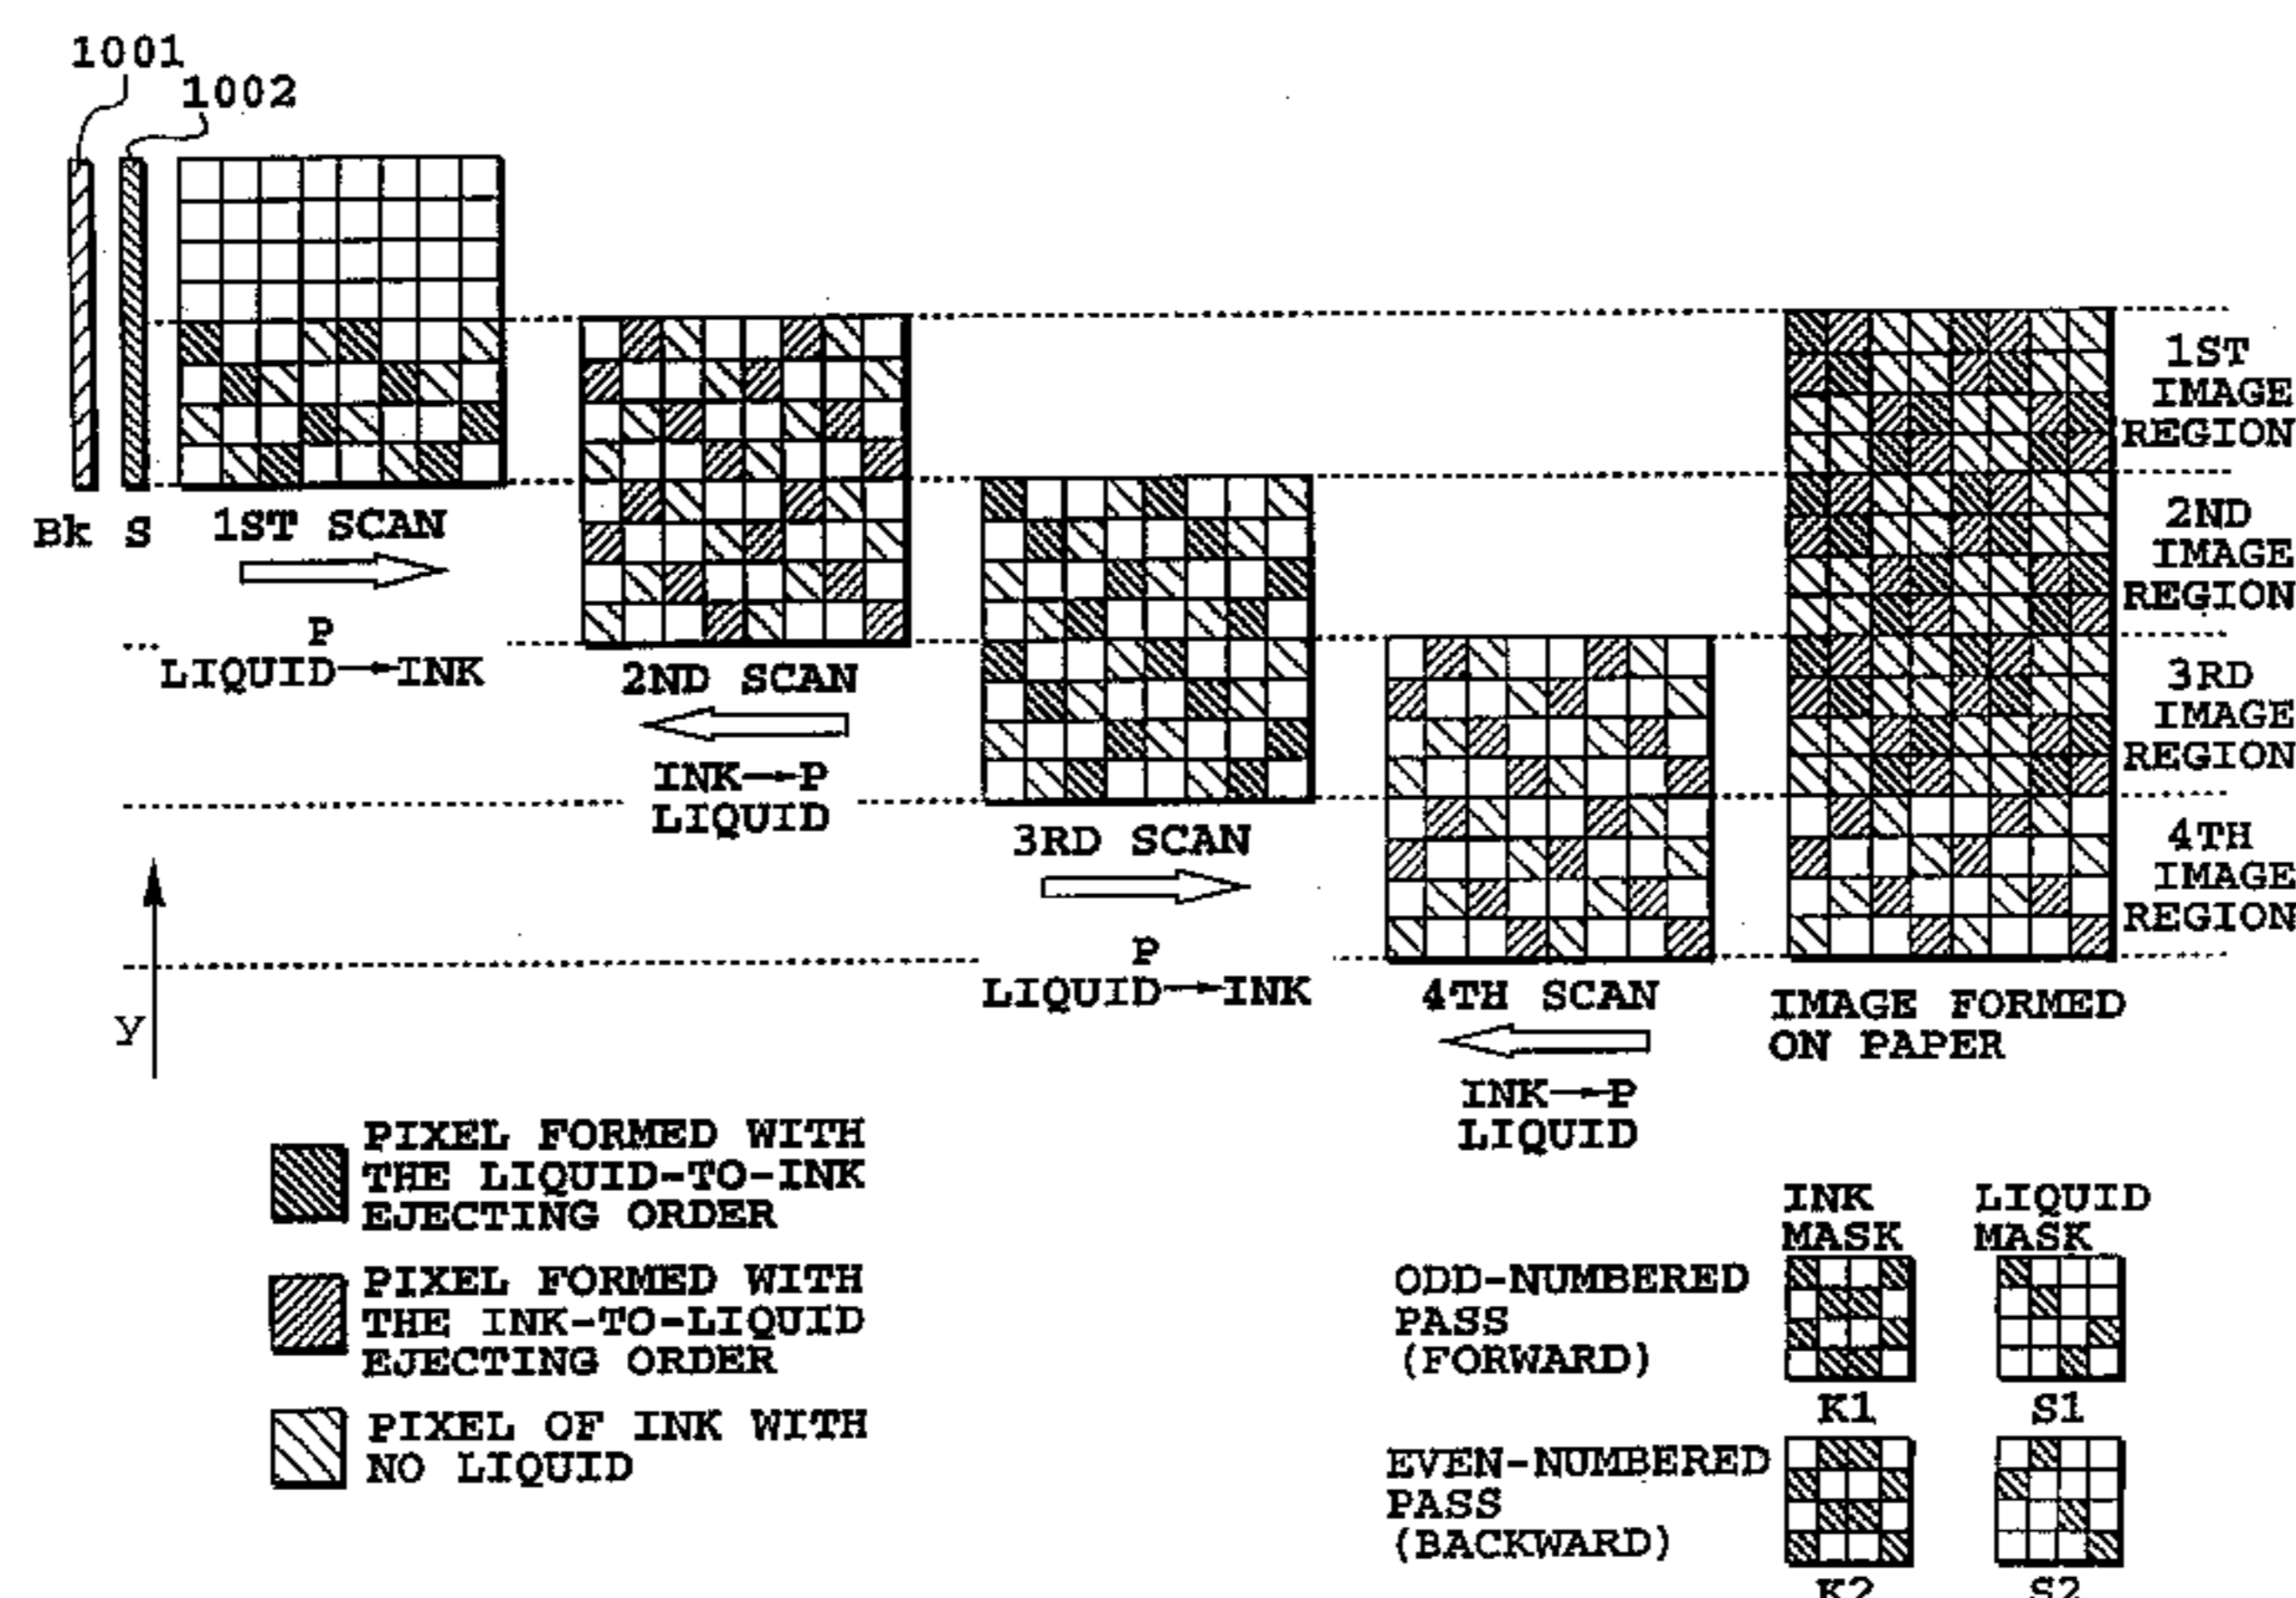 1001
1002
Bk S
1ST SCAN
P
LIQUID→INK
2ND SCAN
INK→P
LIQUID
3RD SCAN
P
LIQUID→INK
4TH SCAN
INK→P
LIQUID
1ST
IMAGE
REGION
2ND
IMAGE
REGION
3RD
IMAGE
REGION
4TH
IMAGE
REGION
IMAGE FORMED
ON PAPER
y
PIXEL FORMED WITH
THE LIQUID-TO-INK
EJECTING ORDER
PIXEL FORMED WITH
THE INK-TO-LIQUID
EJECTING ORDER
PIXEL OF INK WITH
NO LIQUID
INK
MASK
LIQUID
MASK
ODD-NUMBERED
PASS
(FORWARD)
K1
S1
EVEN-NUMBERED
PASS
(BACKWARD)
K2
S2